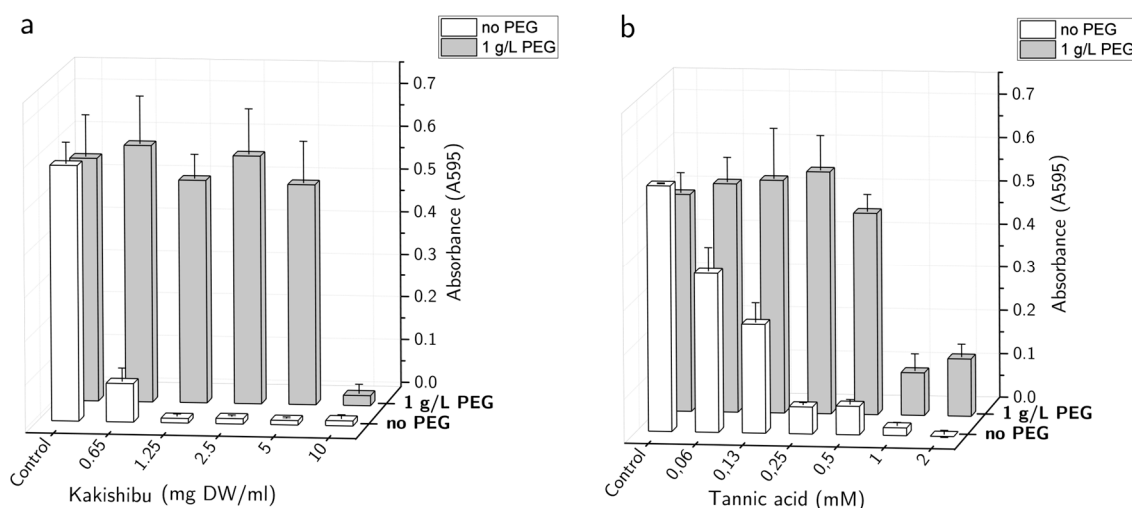 a
no PEG
1 g/L PEG
0.7
0.6
0.5
0.4
0.3
0.2
0.1
0.0
Absorbance (A595)
1 g/L PEG
no PEG
Control
0.65
1.25
2.5
5
10
Kakishibu (mg DW/ml)
b
no PEG
1 g/L PEG
0.7
0.6
0.5
0.4
0.3
0.2
0.1
0.0
Absorbance (A595)
1 g/L PEG
no PEG
Control
0,06
0,13
0,25
0,5
1
2
Tannic acid (mM)